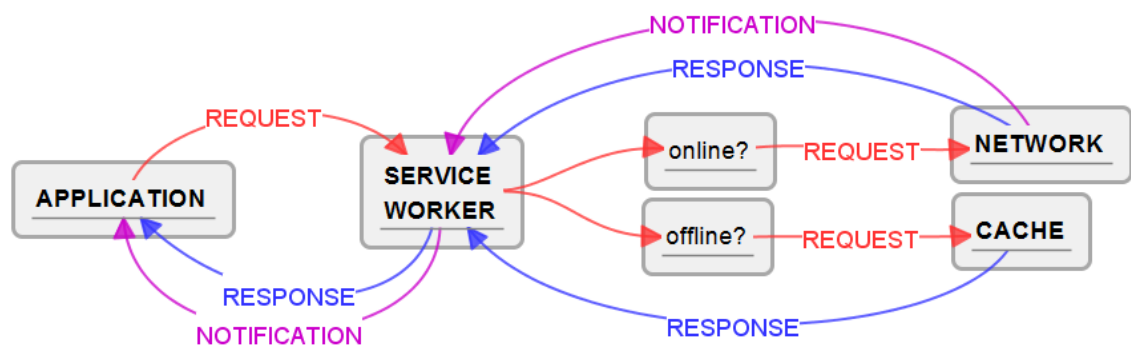 NOTIFICATION
RESPONSE
REQUEST
APPLICATION
SERVICE
WORKER
online?
REQUEST
NETWORK
offline?
REQUEST
CACHE
RESPONSE
NOTIFICATION
RESPONSE